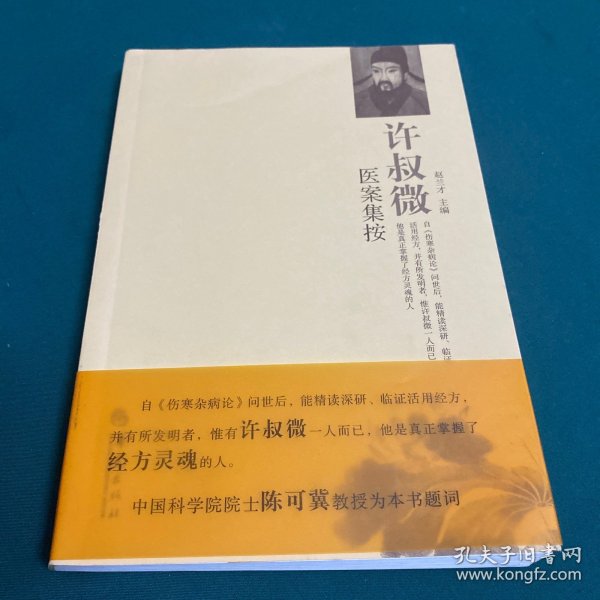 许叔微
医案集按
赵兰才 主编
自《伤寒杂病论》问世后，能精读深研、临证
活用经方，并有所发明者，惟许叔微一人而已
他是真正掌握了经方灵魂的人
自《伤寒杂病论》问世后，能精读深研、临证活用经方，
并有所发明者，惟有许叔微一人而已，他是真正掌握了
经方灵魂的人。
中国科学院院士陈可冀教授为本书题词
孔夫子旧书网
www.kongfz.com